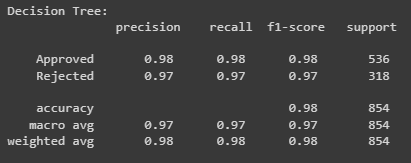 Decision Tree:
precision recall f1-score support
Approved 0.98 0.98 0.98 536
Rejected 0.97 0.97 0.97 318
accuracy 0.98 854
macro avg 0.97 0.97 0.97 854
weighted avg 0.98 0.98 0.98 854